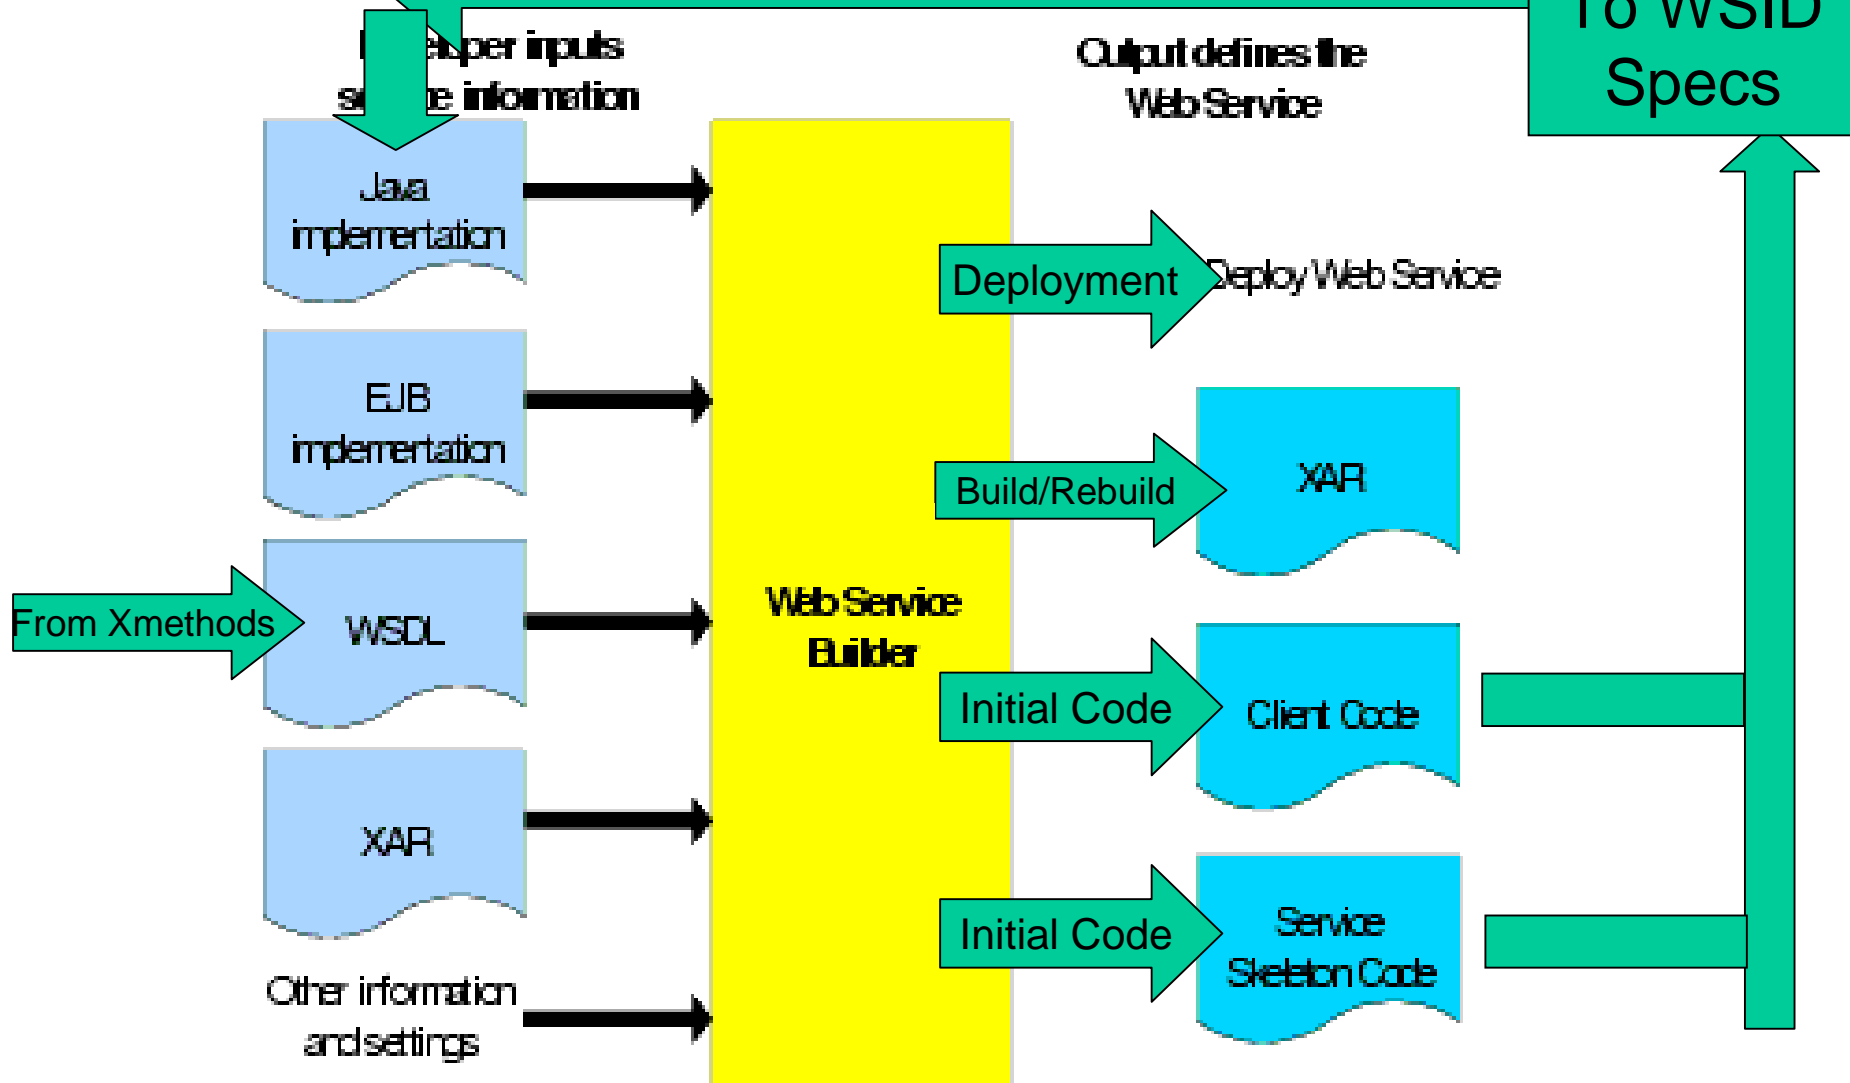 To WSID
Specs
inputs
information
Output defines the
Web Service
Java
implementation
Deployment
Deploy Web Service
EJB
implementation
Build/Rebuild
XAR
From Xmethods
WSDL
Web Service
Builder
Initial Code
Client Code
XAR
Initial Code
Service
Skeleton Code
Other information
and settings